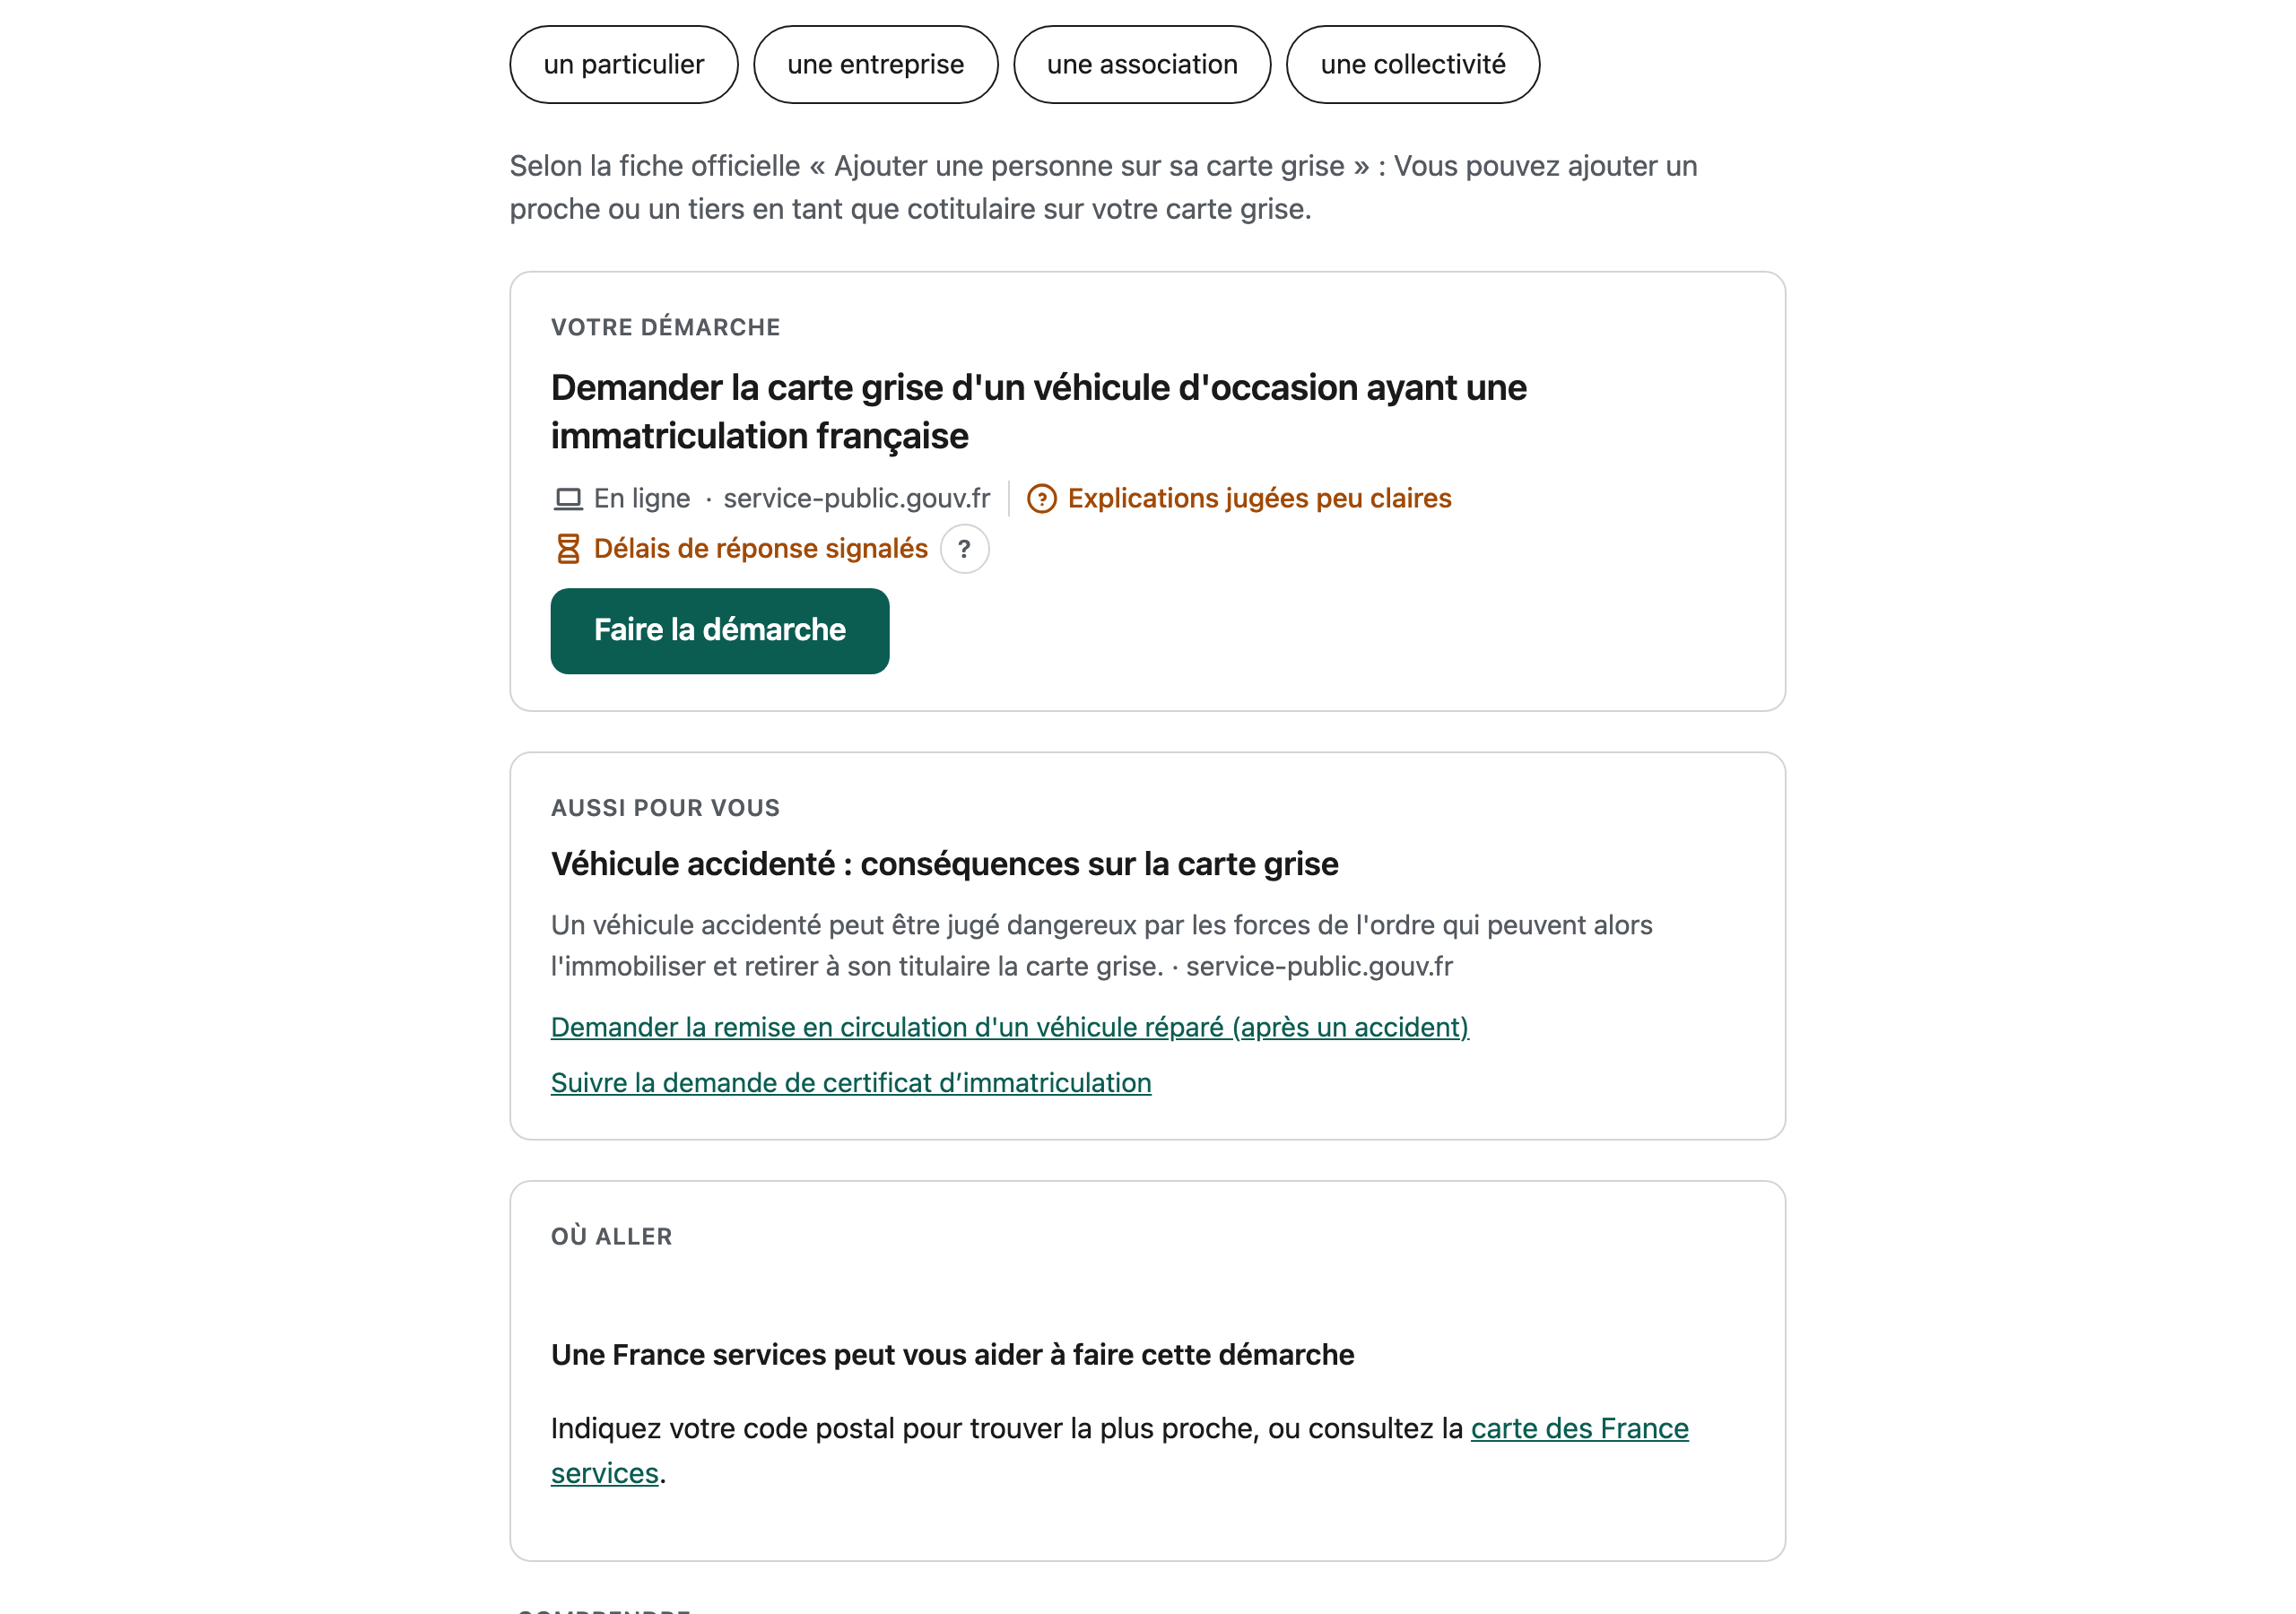 un particulier
une entreprise
une association
une collectivité
Selon la fiche officielle « Ajouter une personne sur sa carte grise » : Vous pouvez ajouter un
proche ou un tiers en tant que cotitulaire sur votre carte grise.
VOTRE DÉMARCHE
Demander la carte grise d'un véhicule d'occasion ayant une
immatriculation française
En ligne · service-public.gouv.fr
Explications jugées peu claires
Délais de réponse signalés ?
Faire la démarche
AUSSI POUR VOUS
Véhicule accidenté : conséquences sur la carte grise
Un véhicule accidenté peut être jugé dangereux par les forces de l'ordre qui peuvent alors
l'immobiliser et retirer à son titulaire la carte grise. · service-public.gouv.fr
Demander la remise en circulation d'un véhicule réparé (après un accident)
Suivre la demande de certificat d’immatriculation
OÙ ALLER
Une France services peut vous aider à faire cette démarche
Indiquez votre code postal pour trouver la plus proche, ou consultez la carte des France
services.